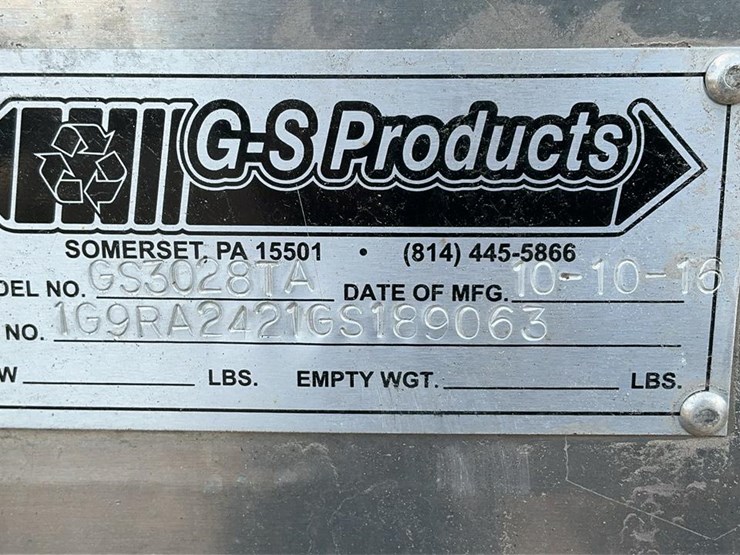 G-S Products
SOMERSET, PA 15501 • (814) 445-5866
DEL NO. GS3028TA DATE OF MFG. 10-10-16
NO. 1G9RA2421GS189063
W LBS. EMPTY WGT. LBS.